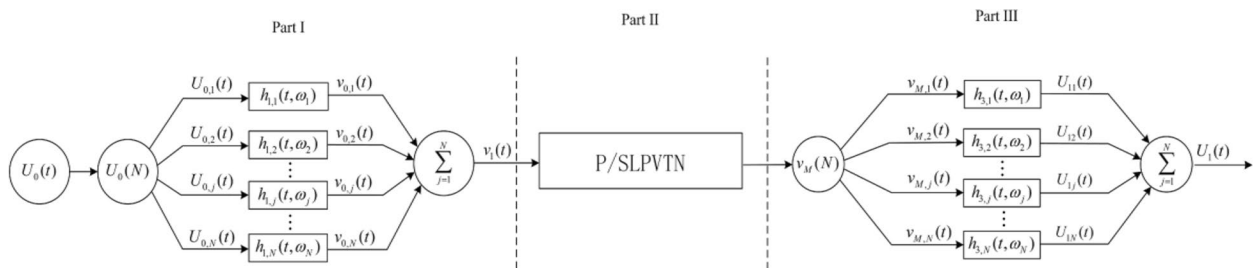 Part I
Part II
Part III
U_{0,1}(t)
h_{1,1}(t,ω_1)
v_{0,1}(t)
U_{0,2}(t)
h_{1,2}(t,ω_2)
v_{0,2}(t)
U_0(t)
U_0(N)
⋮
U_{0,j}(t)
h_{1,j}(t,ω_j)
v_{0,j}(t)
⋮
U_{0,N}(t)
h_{1,N}(t,ω_N)
v_{0,N}(t)
\sum_{j=1}^{N}
v_1(t)
P/SLPVTN
v_M(N)
v_{M,1}(t)
h_{3,1}(t,ω_1)
U_{11}(t)
v_{M,2}(t)
h_{3,2}(t,ω_2)
U_{12}(t)
⋮
v_{M,j}(t)
h_{3,j}(t,ω_j)
U_{1j}(t)
⋮
v_{M,N}(t)
h_{3,N}(t,ω_N)
U_{1N}(t)
\sum_{j=1}^{N}
U_1(t)